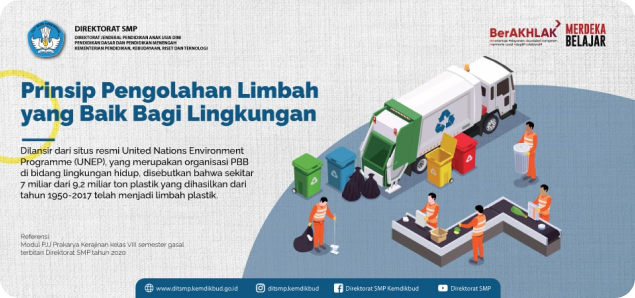 DIREKTORAT SMP
DIREKTORAT JENDERAL PENDIDIKAN ANAK USIA DINI
PENDIDIKAN DASAR DAN PENDIDIKAN MENENGAH
KEMENTERIAN PENDIDIKAN, KEBUDAYAAN, RISET DAN TEKNOLOGI
BerAKHLAK
MERDEKA
BELAJAR
Prinsip Pengolahan Limbah
yang Baik Bagi Lingkungan
Dilansir dari situs resmi United Nations Environment
Programme (UNEP), yang merupakan organisasi PBB
di bidang lingkungan hidup, disebutkan bahwa sekitar
7 miliar dari 9,2 miliar ton plastik yang dihasilkan dari
tahun 1950-2017 telah menjadi limbah plastik.
Referensi:
Modul PJJ Prakarya Kerajinan kelas VIII semester gasal
terbitan Direktorat SMP tahun 2020
www.ditsmp.kemdikbud.go.id
ditsmp.kemdikbud
Direktorat SMP Kemdikbud
Direktorat SMP